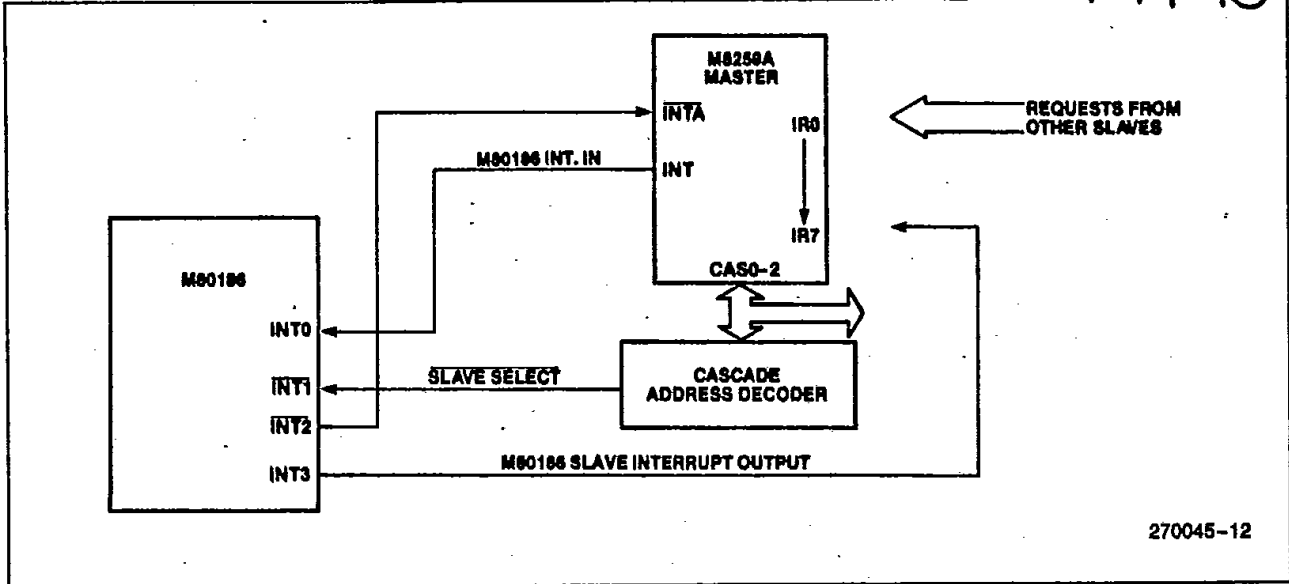 M8259A
MASTER
INTA
IR0
REQUESTS FROM
OTHER SLAVES
M80186 INT. IN
INT
IR7
CAS0-2
M80186
INT0
SLAVE SELECT
CASCADE
ADDRESS DECODER
INT1
INT2
M80186 SLAVE INTERRUPT OUTPUT
INT3
270045-12